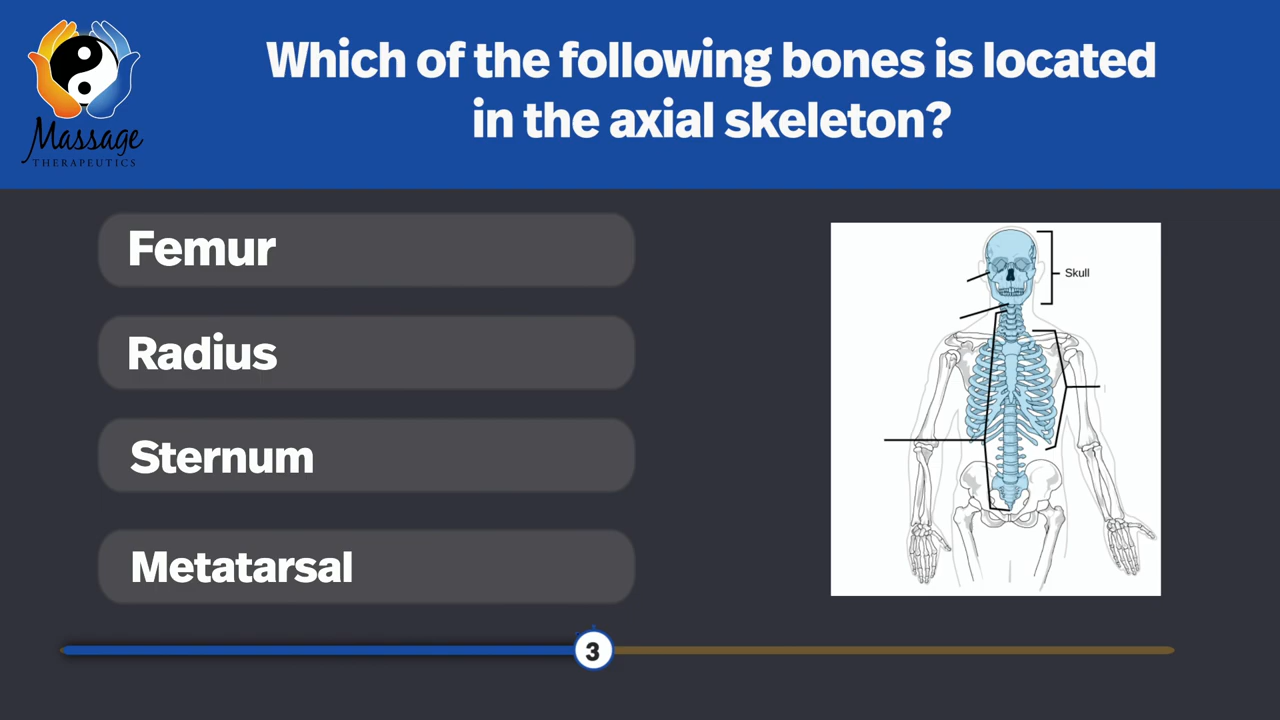 Massage
THERAPEUTICS
Which of the following bones is located
in the axial skeleton?
Femur
Radius
Sternum
Metatarsal
Skull
3